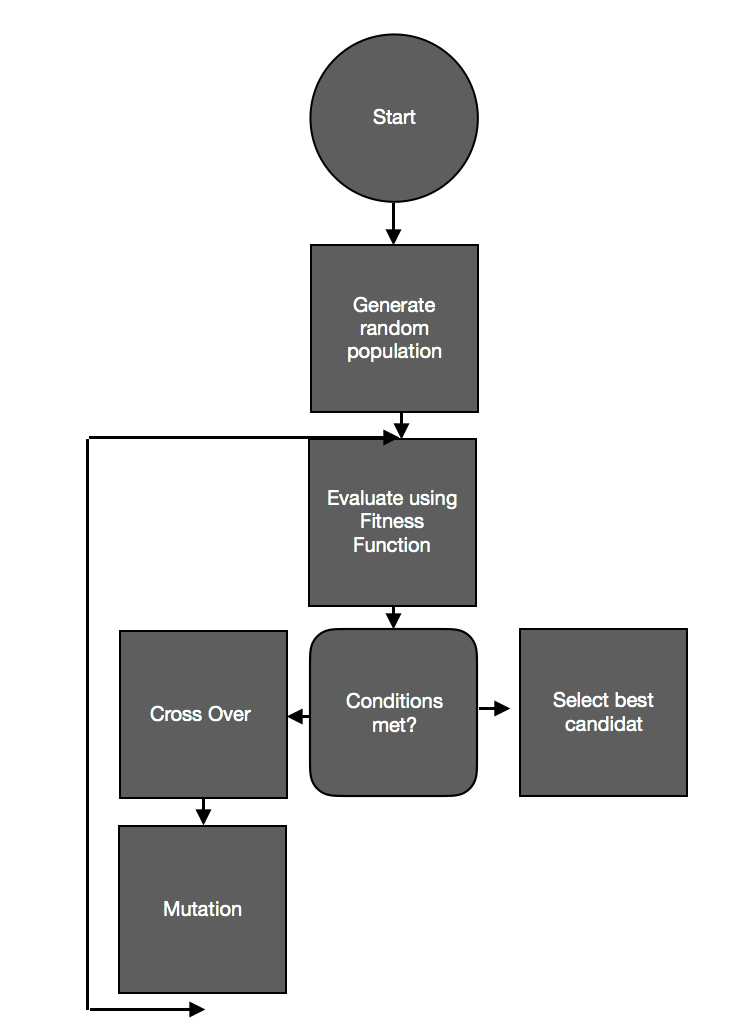 Start
Generate
random
population
Evaluate using
Fitness
Function
Cross Over
Conditions
met?
Select best
candidat
Mutation